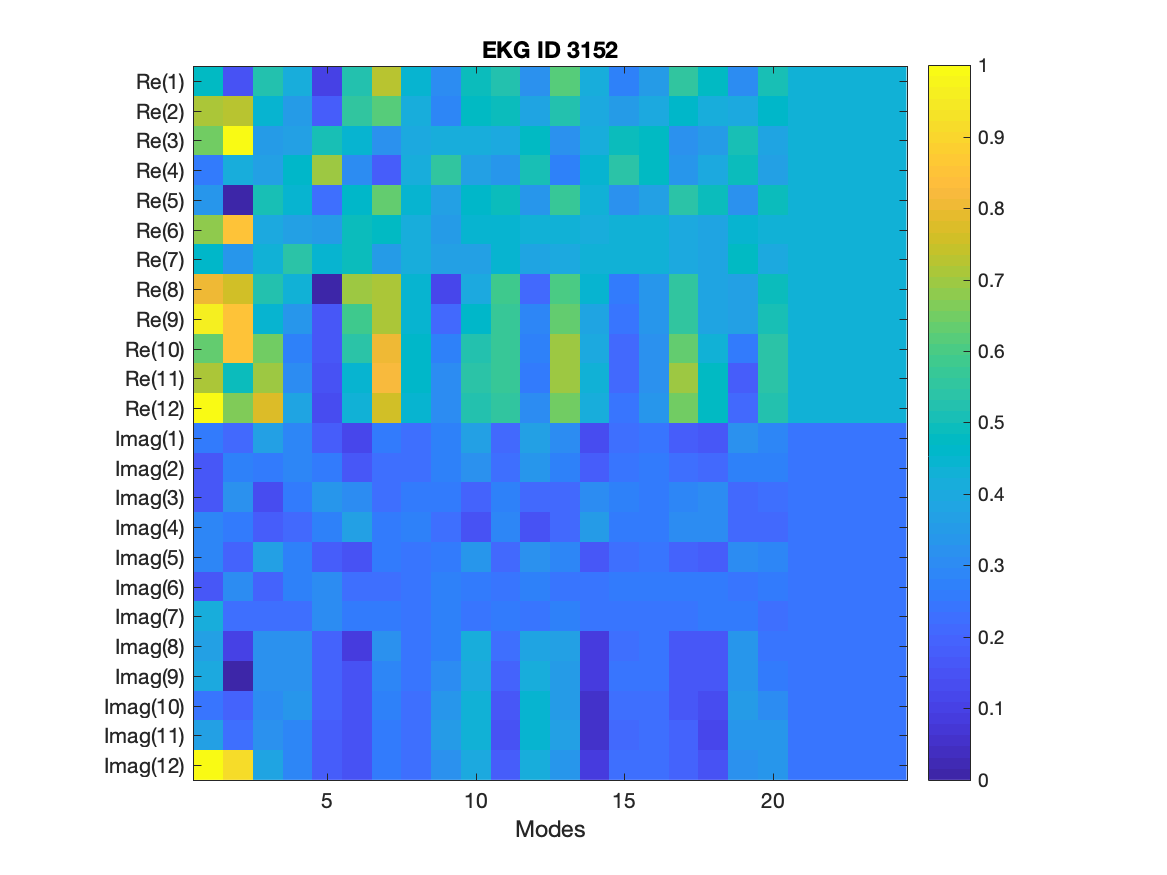 EKG ID 3152
Re(1)
Re(2)
Re(3)
Re(4)
Re(5)
Re(6)
Re(7)
Re(8)
Re(9)
Re(10)
Re(11)
Re(12)
Imag(1)
Imag(2)
Imag(3)
Imag(4)
Imag(5)
Imag(6)
Imag(7)
Imag(8)
Imag(9)
Imag(10)
Imag(11)
Imag(12)
5 10 15 20
Modes
1
0.9
0.8
0.7
0.6
0.5
0.4
0.3
0.2
0.1
0